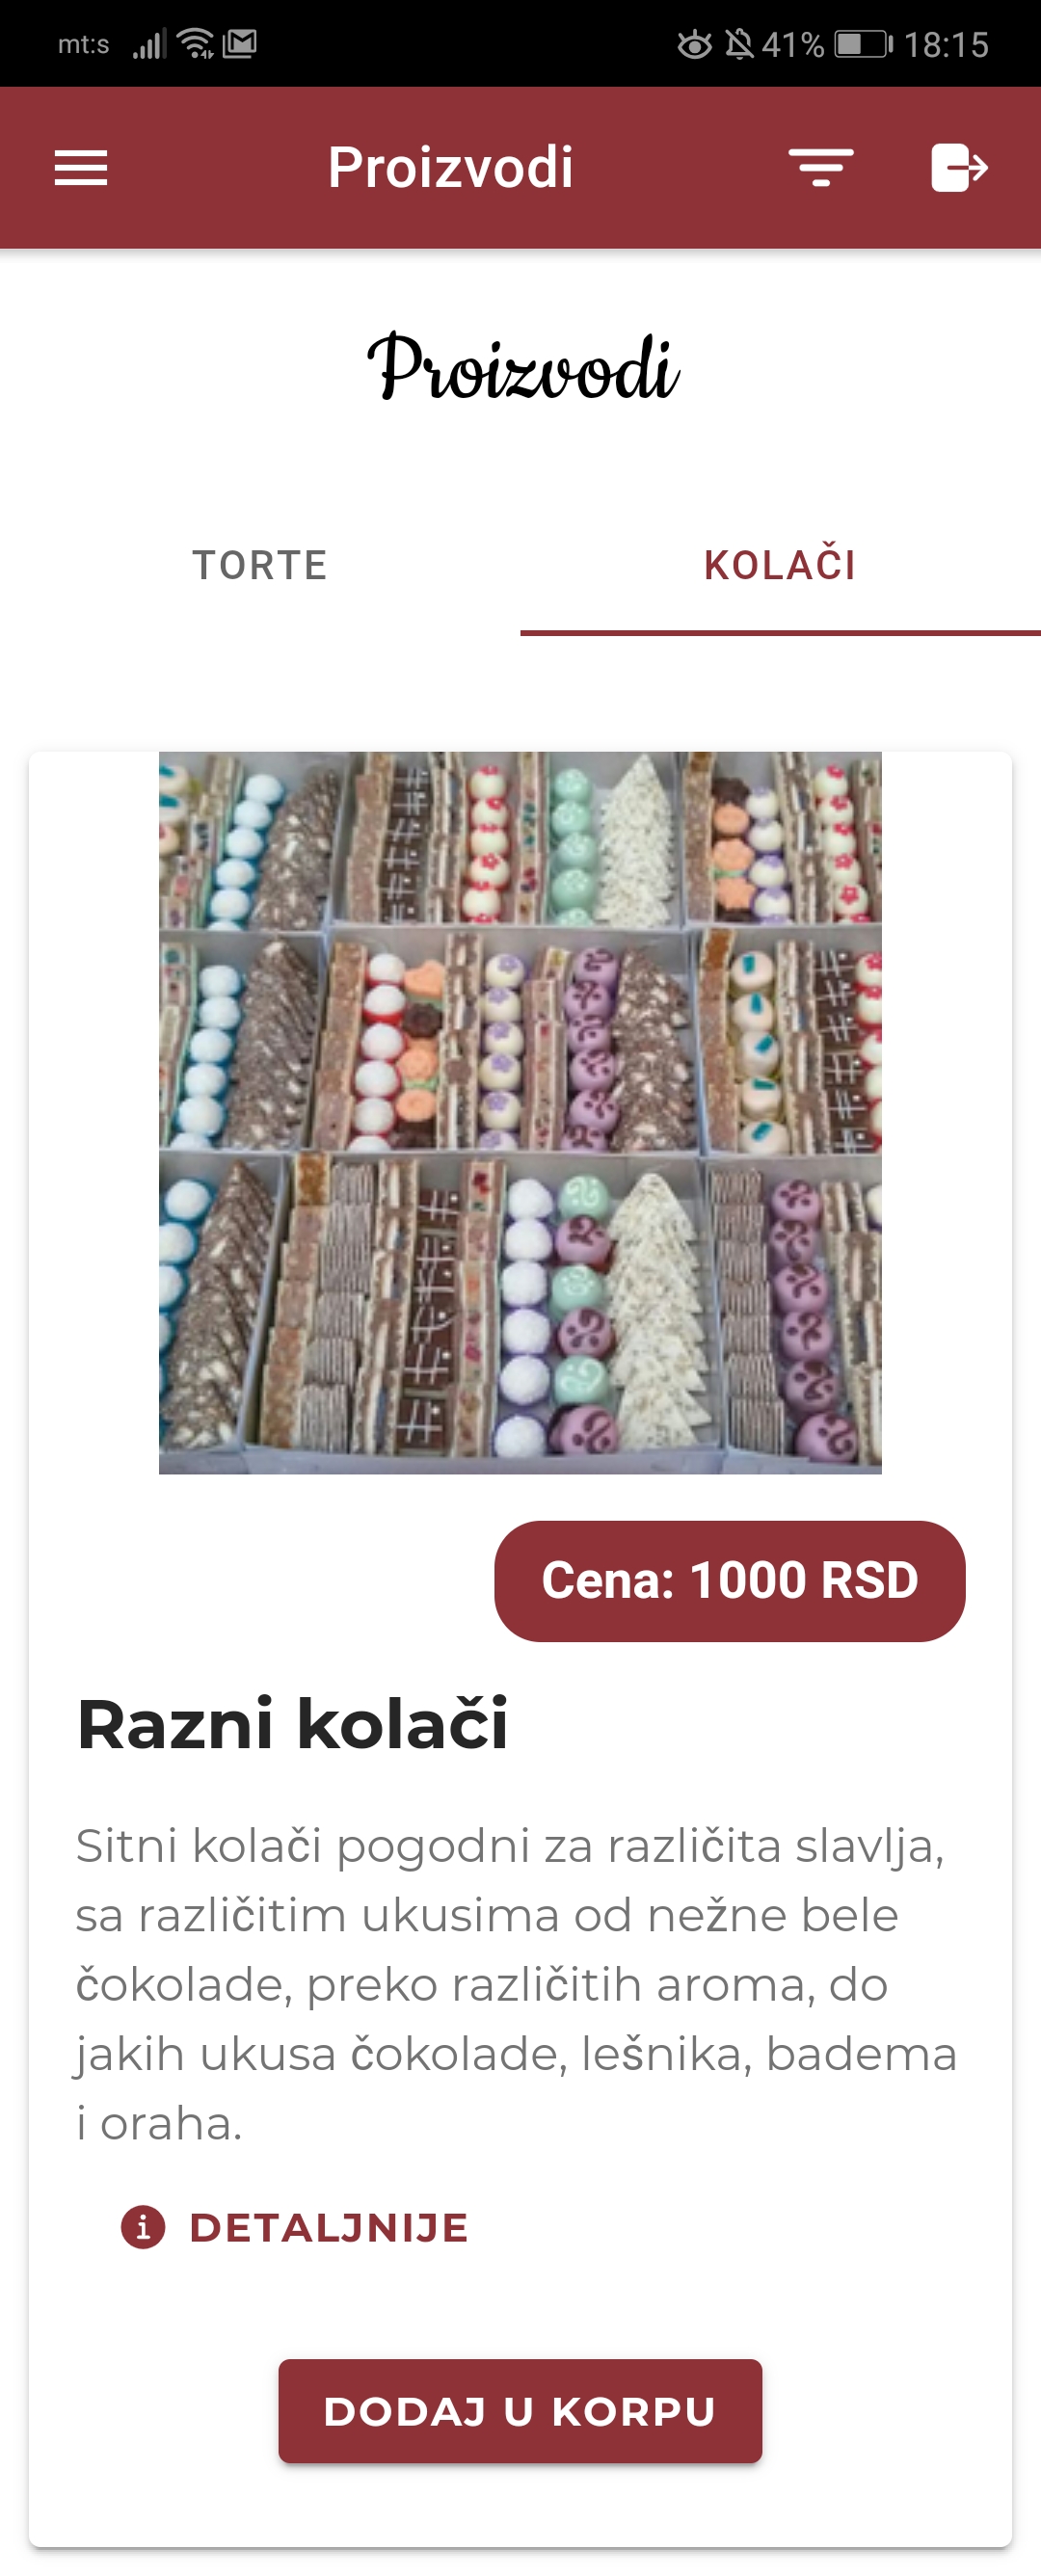 mt:s 41% 18:15
Proizvodi
Proizvodi
TORTE KOLAČI
Cena: 1000 RSD
Razni kolači
Sitni kolači pogodni za različita slavlja,
sa različitim ukusima od nežne bele
čokolade, preko različitih aroma, do
jakih ukusa čokolade, lešnika, badema
i oraha.
DETALJNIJE
DODAJ U KORPU